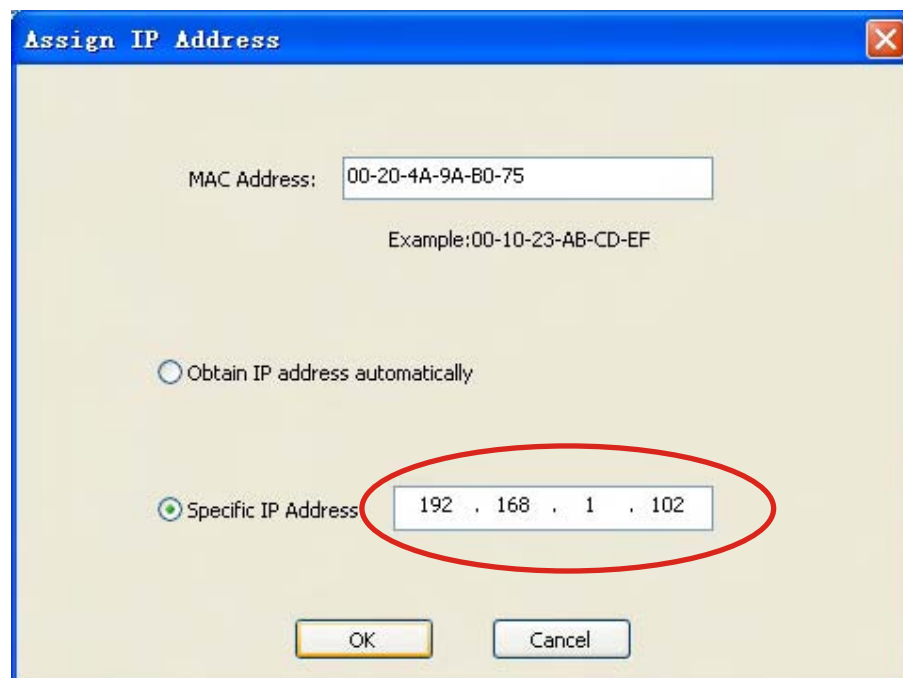 Assign IP Address
MAC Address: 00-20-4A-9A-B0-75
Example:00-10-23-AB-CD-EF
Obtain IP address automatically
Specific IP Address 192 . 168 . 1 . 102
OK Cancel